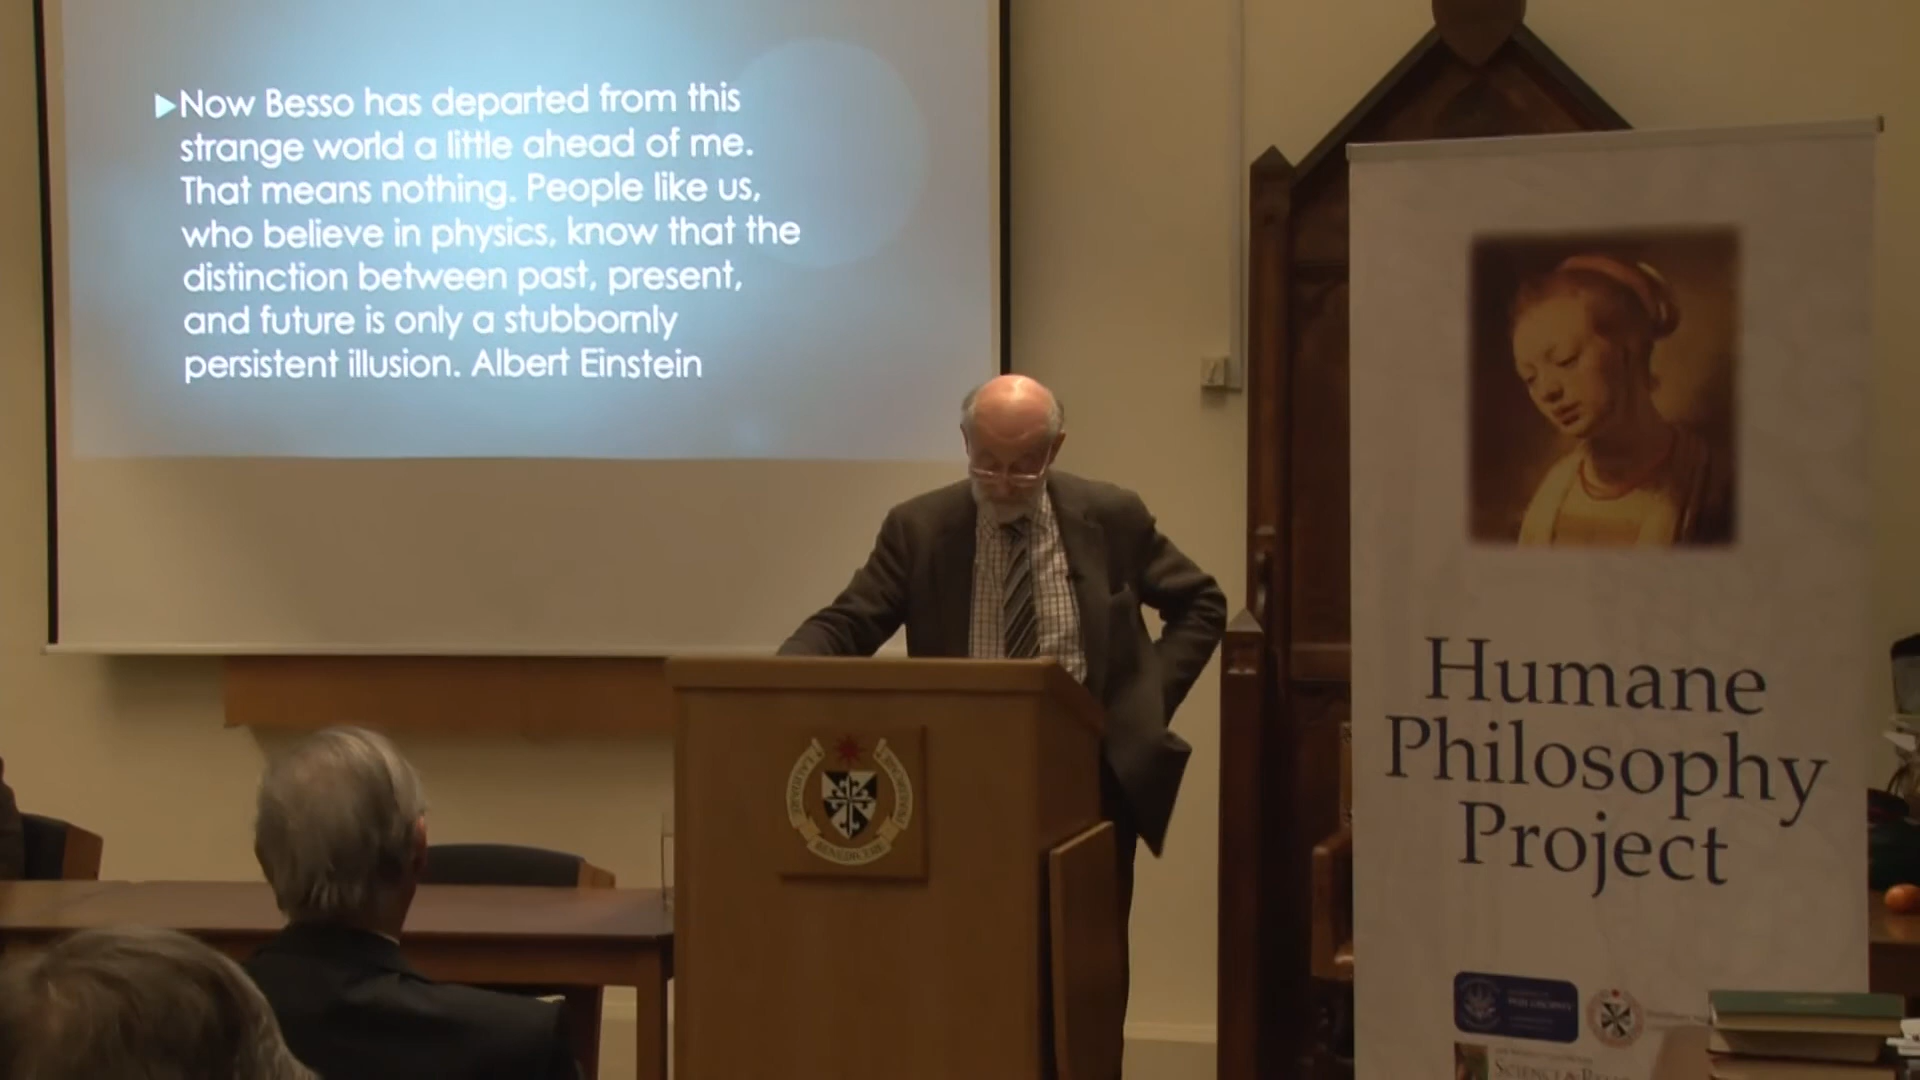 Now Besso has departed from this
strange world a little ahead of me.
That means nothing. People like us,
who believe in physics, know that the
distinction between past, present,
and future is only a stubbornly
persistent illusion. Albert Einstein
LAUDARE
BENEDICERE
Humane
Philosophy
Project